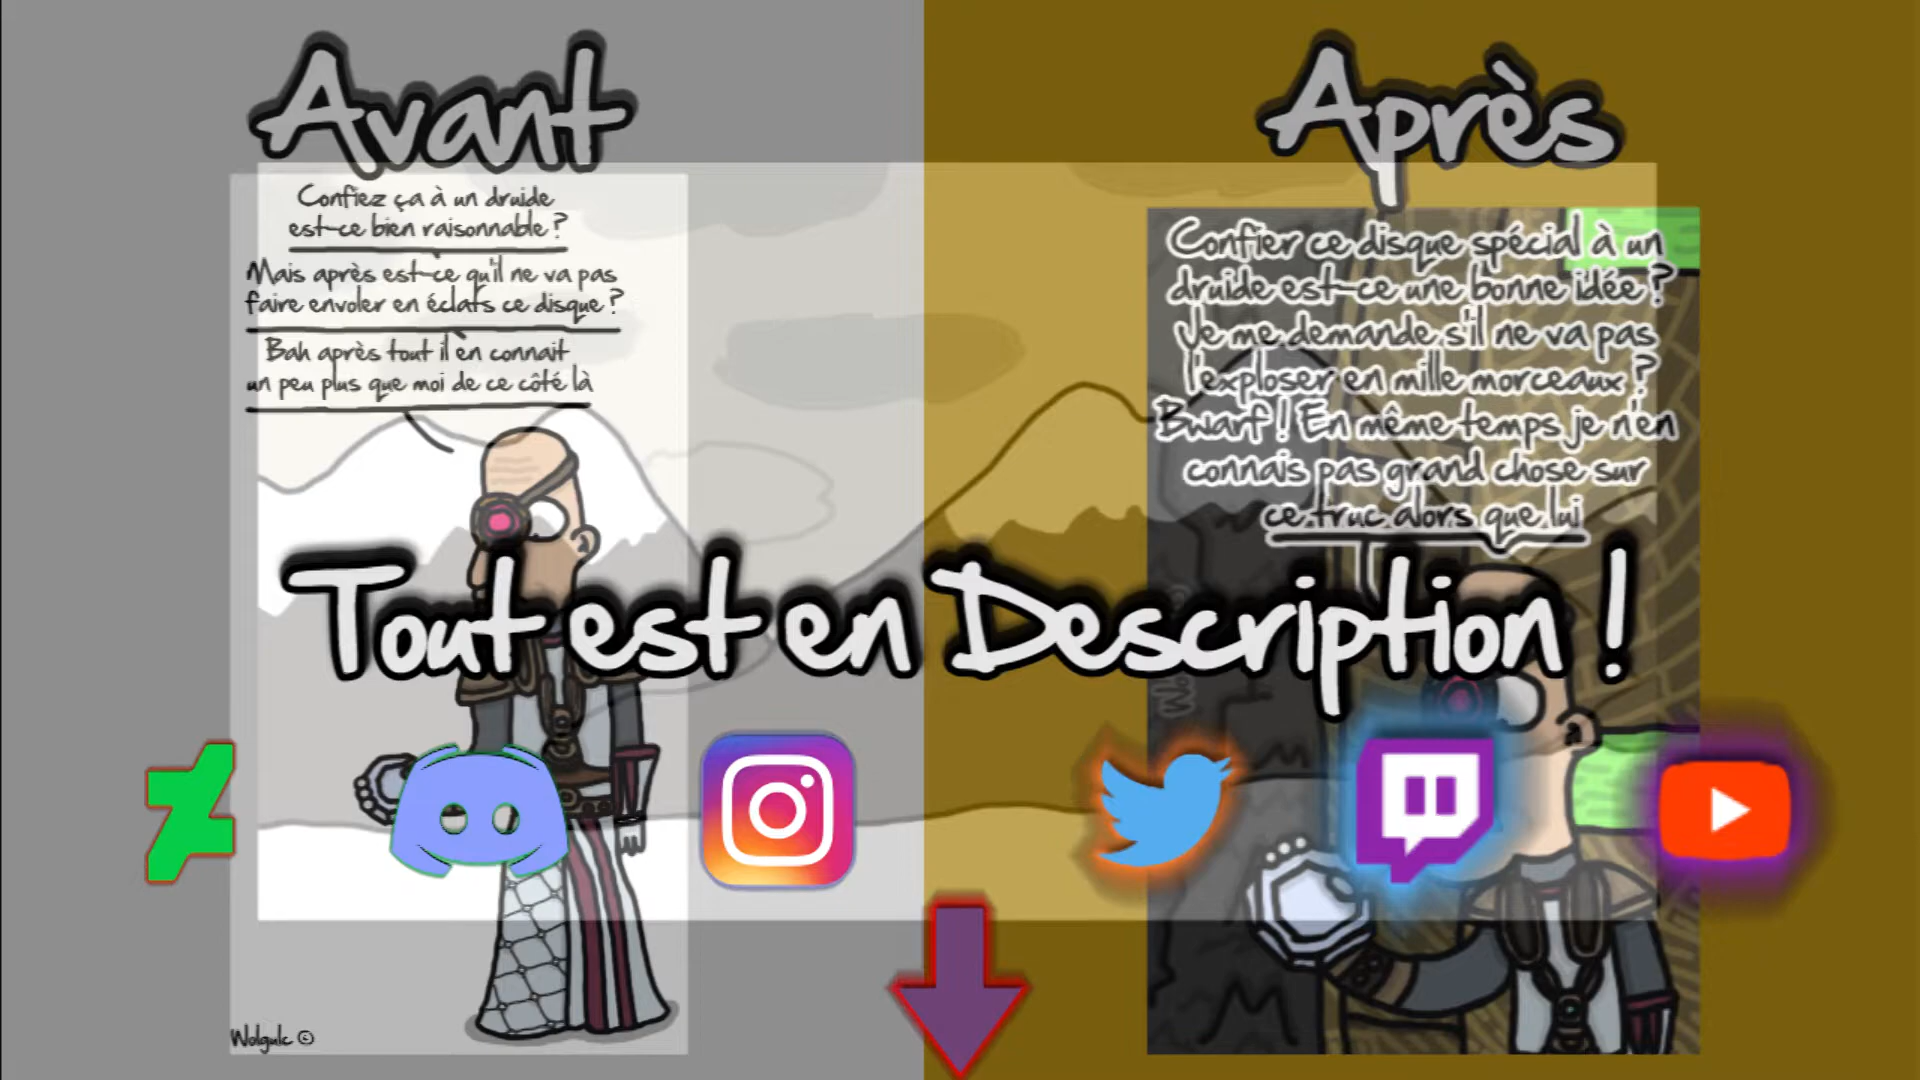 Avant
Après
Confiez ça à un druide
est-ce bien raisonnable ?
Mais après est-ce qu'il ne va pas
faire envoler en éclats ce disque ?
Bah après tout il en connait
un peu plus que moi de ce côté là
Confier ce disque spécial à un
druide est-ce une bonne idée ?
Je me demande s'il ne va pas
l'exploser en mille morceaux ?
Bwarf ! En même temps je n'en
connais pas grand chose sur
ce truc alors que lui
Tout est en Description !
Wolgulc ©